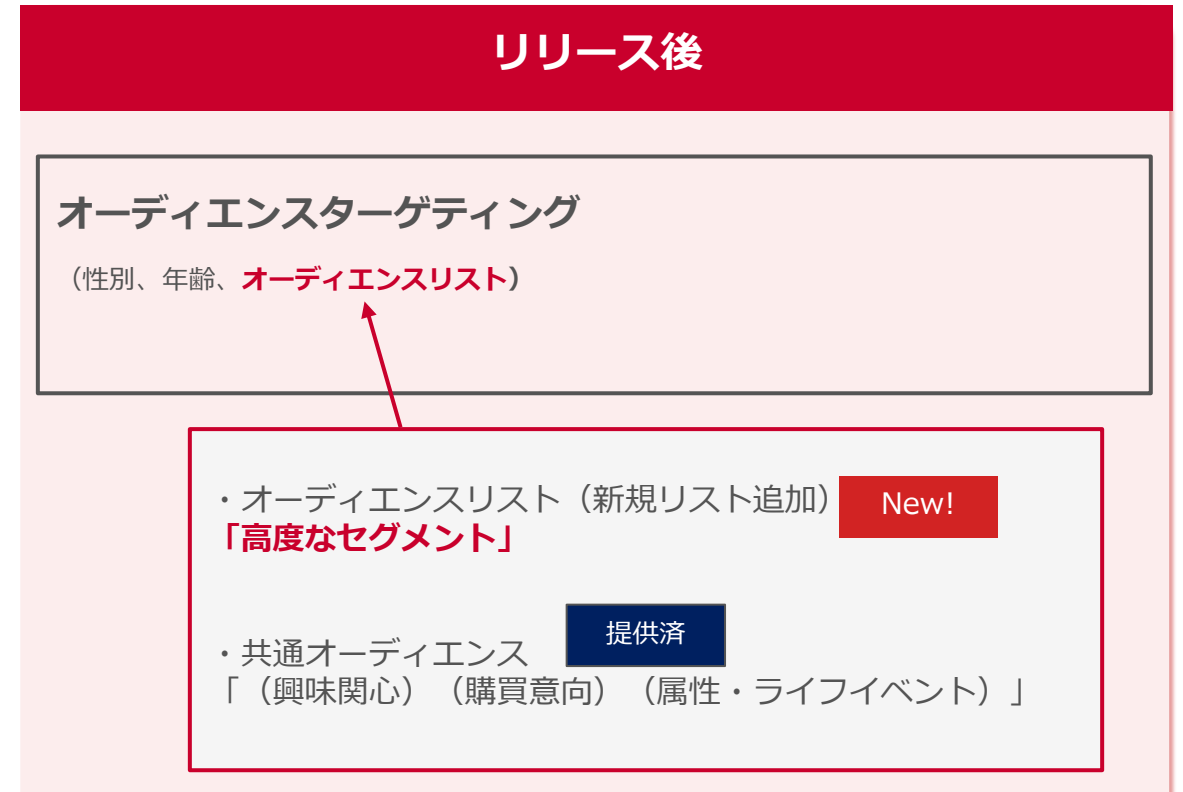 リリース後
オーディエンスターゲティング
（性別、年齢、オーディエンスリスト）
・オーディエンスリスト（新規リスト追加）
New!
「高度なセグメント」
提供済
・共通オーディエンス
「（興味関心）（購買意向）（属性・ライフイベント）」